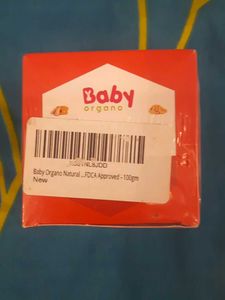 Baby
organo
Baby Organo Natural ...FDCA Approved - 100gm
New